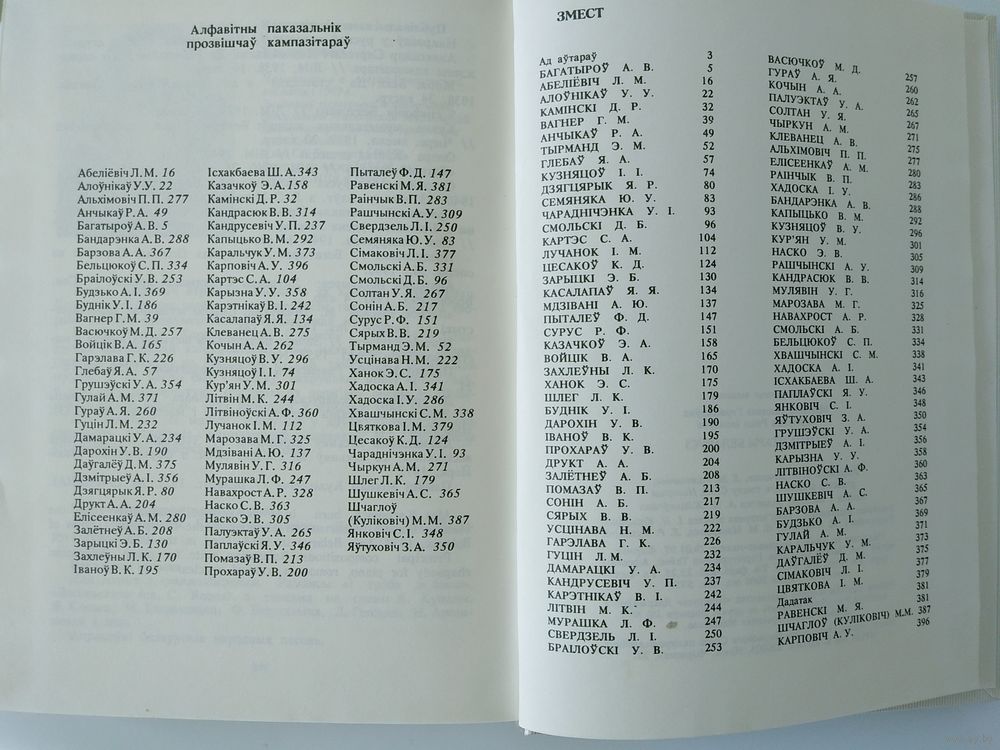 Алфавітны паказальнік
прозвішчаў кампазітараў
Абеліёвіч Л. М. 16
Алоўнікаў У.У. 22
Альхімовіч П. П. 277
Анчыкаў Р. А. 49
Багатыроў А. В. 5
Бандарэнка А. В. 288
Барзова А. А. 367
Бельцюкоў С. П. 334
Браілоўскі У. В. 253
Будзько А. І. 369
Буднік У. І. 186
Вагнер Г. М. 39
Васючкоў М. Д. 257
Войцік В. А. 165
Гарэлава Г. К. 226
Глебаў Я. А. 57
Грушэўскі У. А. 354
Гулай А. М. 371
Гураў А. Я. 260
Гуцін Л. М. 232
Дамарацкі У. А. 234
Дарохін У. В. 190
Даўгалёў Д. М. 375
Дзмітрыеў А. І. 356
Дзягцярык Я. Р. 80
Друкт А. А. 204
Елісеенкаў А. М. 280
Залётнеў А. Б. 208
Зарыцкі Э. Б. 130
Захлеўны Л. К. 170
Іваноў В. К. 195
Ісхакбаева Ш. А. 343
Казачкоў Э. А. 158
Камінскі Д. Р. 32
Кандрасюк В. В. 314
Кандрусевіч У. П. 237
Капыцько В. М. 292
Каральчук У. М. 373
Карповіч А. У. 396
Картэс С. А. 104
Карызна У. У. 358
Карэтнікаў В. І. 242
Касалапаў Я. Я. 134
Клеванец А. В. 275
Кочын А. А. 262
Кузняцоў В. У. 296
Кузняцоў І. І. 74
Кур'ян У. М. 301
Літвін М. К. 244
Літвіноўскі А. Ф. 360
Лучанок І. М. 112
Марозава М. Г. 325
Мдзівані А. Ю. 137
Мулявін У. Г. 316
Мурашка Л. Ф. 247
Навахрост А. Р. 328
Наско С. В. 363
Наско Э. В. 305
Палуэктаў У. А. 265
Паплаўскі Я. У. 346
Помазаў В. П. 213
Прохараў У. В. 200
Пыталеў Ф. Д. 147
Равенскі М. Я. 381
Раінчык В. П. 283
Рашчынскі А. У. 309
Свердзель Л. І. 250
Семяняка Ю. У. 83
Сімаковіч Л. І. 377
Смольскі А. Б. 331
Смольскі Д. Б. 96
Солтан У. Я. 267
Сонін А. Б. 217
Сурус Р. Ф. 151
Сярых В. В. 219
Тырманд Э. М. 52
Усцінава Н. М. 222
Ханок Э. С. 175
Хадоска А. І. 341
Хадоска І. У. 286
Хвашчынскі С. М. 338
Цвяткова І. М. 379
Цесакоў К. Д. 124
Чараднічэнка У. І. 93
Чыркун А. М. 271
Шлег Л. К. 179
Шушкевіч А. С. 365
Шчаглоў
(Куліковіч) М. М. 387
Янковіч С. І. 348
Яўтуховіч З. А. 350
ЗМЕСТ
Ад аўтараў 3
БАГАТЫРОЎ А. В. 5
АБЕЛІЁВІЧ Л. М. 16
АЛОЎНІКАЎ У. У. 22
КАМІНСКІ Д. Р. 32
ВАГНЕР Г. М. 39
АНЧЫКАЎ Р. А. 49
ТЫРМАНД Э. М. 52
ГЛЕБАЎ Я. А. 57
КУЗНЯЦОЎ І. І. 74
ДЗЯГЦЯРЫК Я. Р. 80
СЕМЯНЯКА Ю. У. 83
ЧАРАДНІЧЭНКА У. І. 93
СМОЛЬСКІ Д. Б. 96
КАРТЭС С. А. 104
ЛУЧАНОК І. М. 112
ЦЕСАКОЎ К. Д. 124
ЗАРЫЦКІ Э. Б. 130
КАСАЛАПАЎ Я. Я. 134
МДЗІВАНІ А. Ю. 137
ПЫТАЛЕЎ Ф. Д. 147
СУРУС Р. Ф. 151
КАЗАЧКОЎ Э. А. 158
ВОЙЦІК В. А. 165
ЗАХЛЕЎНЫ Л. К. 170
ХАНОК Э. С. 175
ШЛЕГ Л. К. 179
БУДНІК У. І. 186
ДАРОХІН У. В. 190
ІВАНОЎ В. К. 195
ПРОХАРАЎ У. В. 200
ДРУКТ А. А. 204
ЗАЛЁТНЕЎ А. Б. 208
ПОМАЗАЎ В. П. 213
СОНІН А. Б. 217
СЯРЫХ В. В. 219
УСЦІНАВА Н. М. 222
ГАРЭЛАВА Г. К. 226
ГУЦІН Л. М. 232
ДАМАРАЦКІ У. А. 234
КАНДРУСЕВІЧ У. П. 237
КАРЭТНІКАЎ В. І. 242
ЛІТВІН М. К. 244
МУРАШКА Л. Ф. 247
СВЕРДЗЕЛЬ Л. І. 250
БРАІЛОЎСКІ У. В. 253
ВАСЮЧКОЎ М. Д. 257
ГУРАЎ А. Я. 260
КОЧЫН А. А. 262
ПАЛУЭКТАЎ У. А. 265
СОЛТАН У. Я. 267
ЧЫРКУН А. М. 271
КЛЕВАНЕЦ А. В. 275
АЛЬХІМОВІЧ П. П. 277
ЕЛІСЕЕНКАЎ А. М. 280
РАІНЧЫК В. П. 283
ХАДОСКА І. У. 286
БАНДАРЭНКА А. В. 288
КАПЫЦЬКО В. М. 292
КУЗНЯЦОЎ В. У. 296
КУР'ЯН У. М. 301
НАСКО Э. В. 305
РАШЧЫНСКІ А. У. 309
КАНДРАСЮК В. В. 314
МУЛЯВІН У. Г. 316
МАРОЗАВА М. Г. 325
НАВАХРОСТ А. Р. 328
СМОЛЬСКІ А. Б. 331
БЕЛЬЦЮКОЎ С. П. 334
ХВАШЧЫНСКІ С. М. 338
ХАДОСКА А. І. 341
ІСХАКБАЕВА Ш. А. 343
ПАПЛАЎСКІ Я. У. 346
ЯНКОВІЧ С. І. 348
ЯЎТУХОВІЧ З. А. 350
ГРУШЭЎСКІ У. А. 354
ДЗМІТРЫЕЎ А. І. 356
КАРЫЗНА У. У. 358
ЛІТВІНОЎСКІ А. Ф. 360
НАСКО С. В. 363
ШУШКЕВІЧ А. С. 365
БАРЗОВА А. А. 367
БУДЗЬКО А. І. 369
ГУЛАЙ А. М. 371
КАРАЛЬЧУК У. М. 373
ДАЎГАЛЁЎ Д. М. 375
СІМАКОВІЧ Л. І. 377
ЦВЯТКОВА І. М. 379
Дадатак 381
РАВЕНСКІ М. Я. 381
ШЧАГЛОЎ (КУЛІКОВІЧ) М.М. 387
КАРПОВІЧ А. У. 396